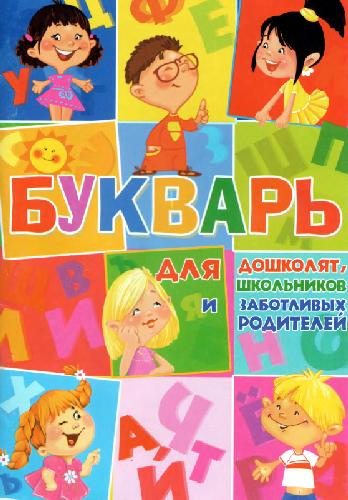 У Ц Ф Е
З Ш Щ П
М
БУКВАРЬ
ДЛЯ
ДОШКОЛЯТ,
ШКОЛЬНИКОВ
И
ЗАБОТЛИВЫХ
РОДИТЕЛЕЙ
Ш В
Л И И Я Н О
Х Ч Ё
Ь А, Й Т